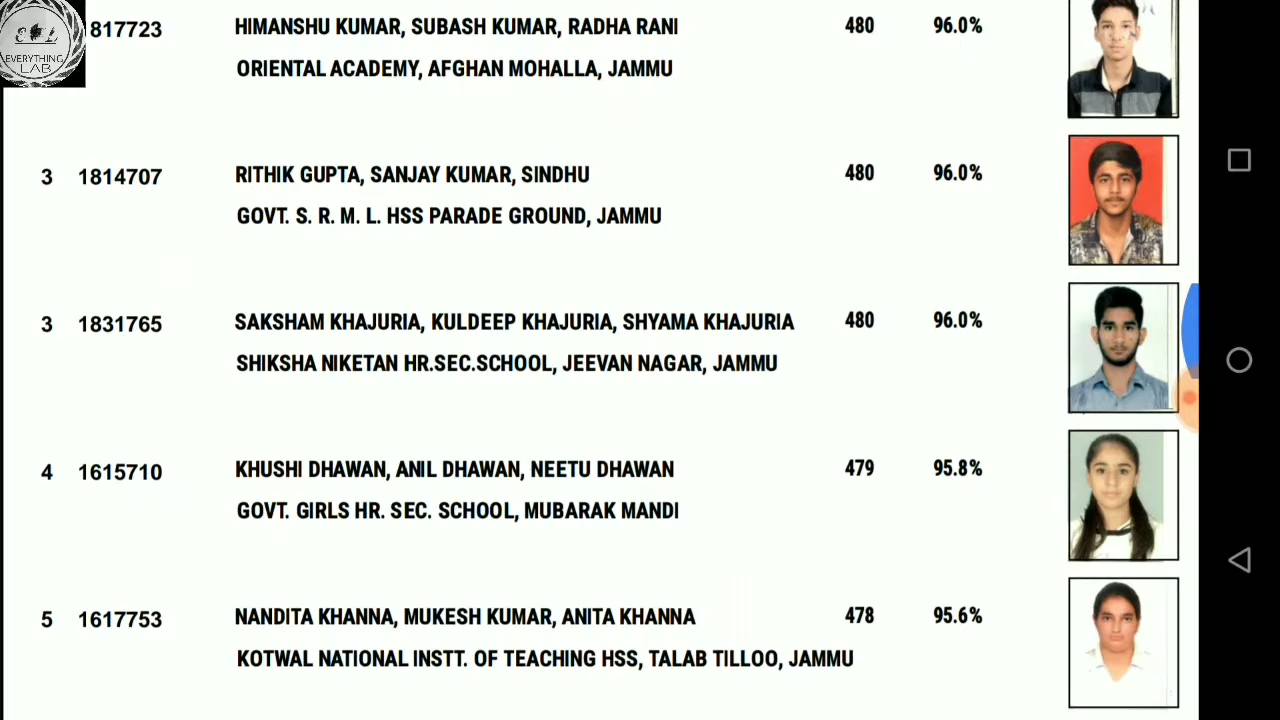 EVERYTHING
LAB
817723 HIMANSHU KUMAR, SUBASH KUMAR, RADHA RANI 480 96.0%
ORIENTAL ACADEMY, AFGHAN MOHALLA, JAMMU
3 1814707 RITHIK GUPTA, SANJAY KUMAR, SINDHU 480 96.0%
GOVT. S. R. M. L. HSS PARADE GROUND, JAMMU
3 1831765 SAKSHAM KHAJURIA, KULDEEP KHAJURIA, SHYAMA KHAJURIA 480 96.0%
SHIKSHA NIKETAN HR.SEC.SCHOOL, JEEVAN NAGAR, JAMMU
4 1615710 KHUSHI DHAWAN, ANIL DHAWAN, NEETU DHAWAN 479 95.8%
GOVT. GIRLS HR. SEC. SCHOOL, MUBARAK MANDI
5 1617753 NANDITA KHANNA, MUKESH KUMAR, ANITA KHANNA 478 95.6%
KOTWAL NATIONAL INSTT. OF TEACHING HSS, TALAB TILLOO, JAMMU